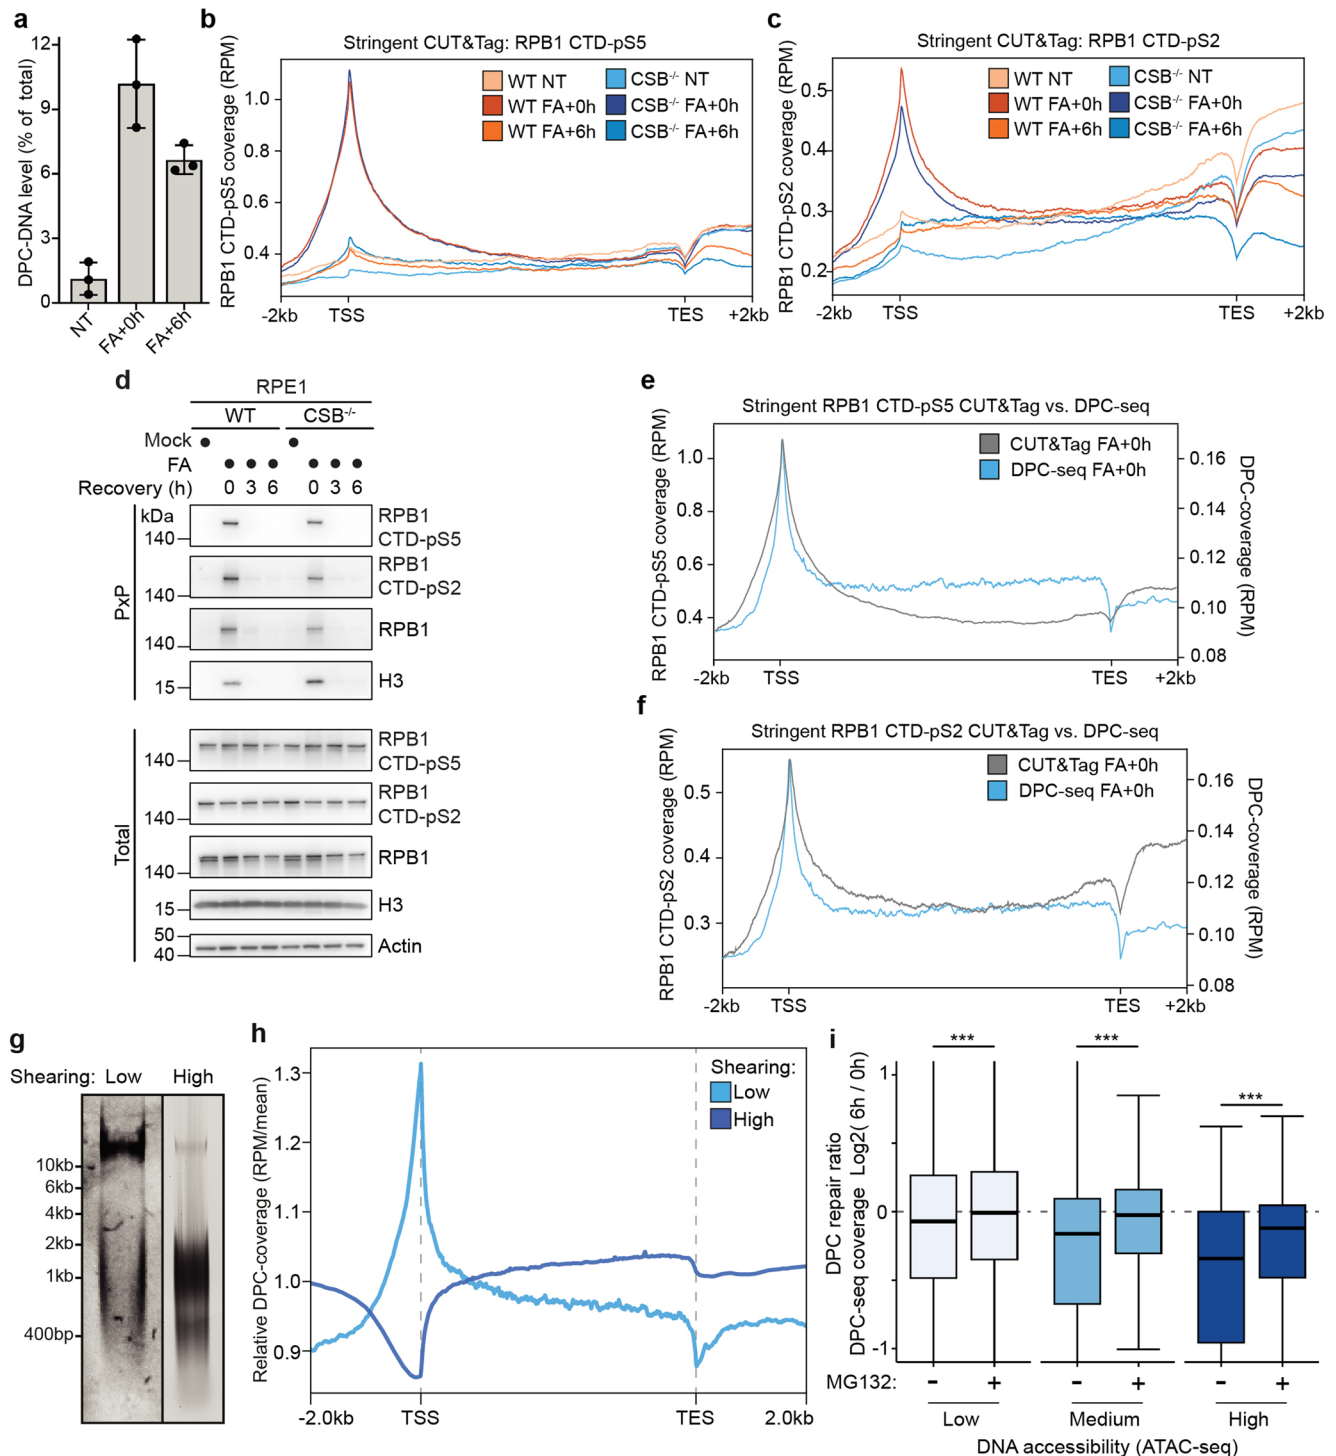 a
DPC-DNA level (% of total)
12
9
6
3
0
NT
FA+0h
FA+6h
b
Stringent CUT&Tag: RPB1 CTD-pS5
RPB1 CTD-pS5 coverage (RPM)
1.0
0.8
0.6
0.4
WT NT
WT FA+0h
WT FA+6h
CSB-/- NT
CSB-/- FA+0h
CSB-/- FA+6h
-2kb
TSS
TES
+2kb
c
Stringent CUT&Tag: RPB1 CTD-pS2
RPB1 CTD-pS2 coverage (RPM)
0.5
0.4
0.3
0.2
WT NT
WT FA+0h
WT FA+6h
CSB-/- NT
CSB-/- FA+0h
CSB-/- FA+6h
-2kb
TSS
TES
+2kb
d
RPE1
WT
CSB-/-
Mock
FA
Recovery (h)
0 3 6 0 3 6
kDa
PxP
140
RPB1
CTD-pS5
140
RPB1
CTD-pS2
140
RPB1
15
H3
Total
140
RPB1
CTD-pS5
140
RPB1
CTD-pS2
140
RPB1
15
H3
50
40
Actin
e
Stringent RPB1 CTD-pS5 CUT&Tag vs. DPC-seq
RPB1 CTD-pS5 coverage (RPM)
1.0
0.8
0.6
0.4
CUT&Tag FA+0h
DPC-seq FA+0h
0.16
0.14
0.12
0.10
0.08
DPC-coverage (RPM)
-2kb
TSS
TES
+2kb
f
Stringent RPB1 CTD-pS2 CUT&Tag vs. DPC-seq
RPB1 CTD-pS2 coverage (RPM)
0.5
0.4
0.3
CUT&Tag FA+0h
DPC-seq FA+0h
0.16
0.14
0.12
0.10
0.08
DPC-coverage (RPM)
-2kb
TSS
TES
+2kb
g
Shearing: Low High
10kb
6kb
4kb
2kb
1kb
400bp
h
Relative DPC-coverage (RPM/mean)
1.3
1.2
1.1
1.0
0.9
Shearing:
Low
High
-2.0kb
TSS
TES
2.0kb
i
DPC repair ratio
DPC-seq coverage Log2( 6h / 0h)
1
0
-1
***
***
***
MG132: - + - + - +
Low
Medium
High
DNA accessibility (ATAC-seq)